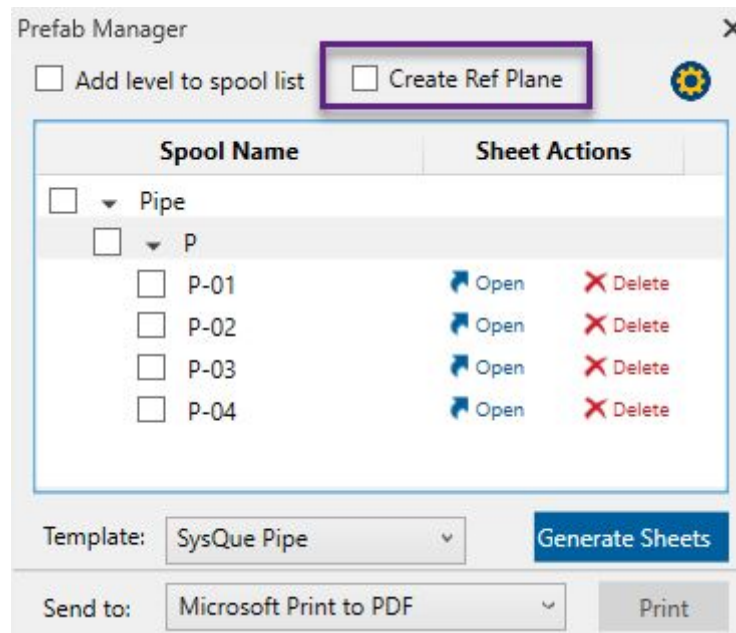 Prefab Manager
Add level to spool list Create Ref Plane
Spool Name Sheet Actions
Pipe
P
P-01 Open Delete
P-02 Open Delete
P-03 Open Delete
P-04 Open Delete
Template: SysQue Pipe Generate Sheets
Send to: Microsoft Print to PDF Print